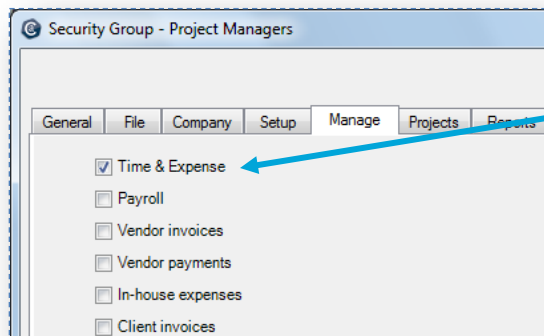 Security Group - Project Managers
General File Company Setup Manage Projects Reports
Time & Expense
Payroll
Vendor invoices
Vendor payments
In-house expenses
Client invoices